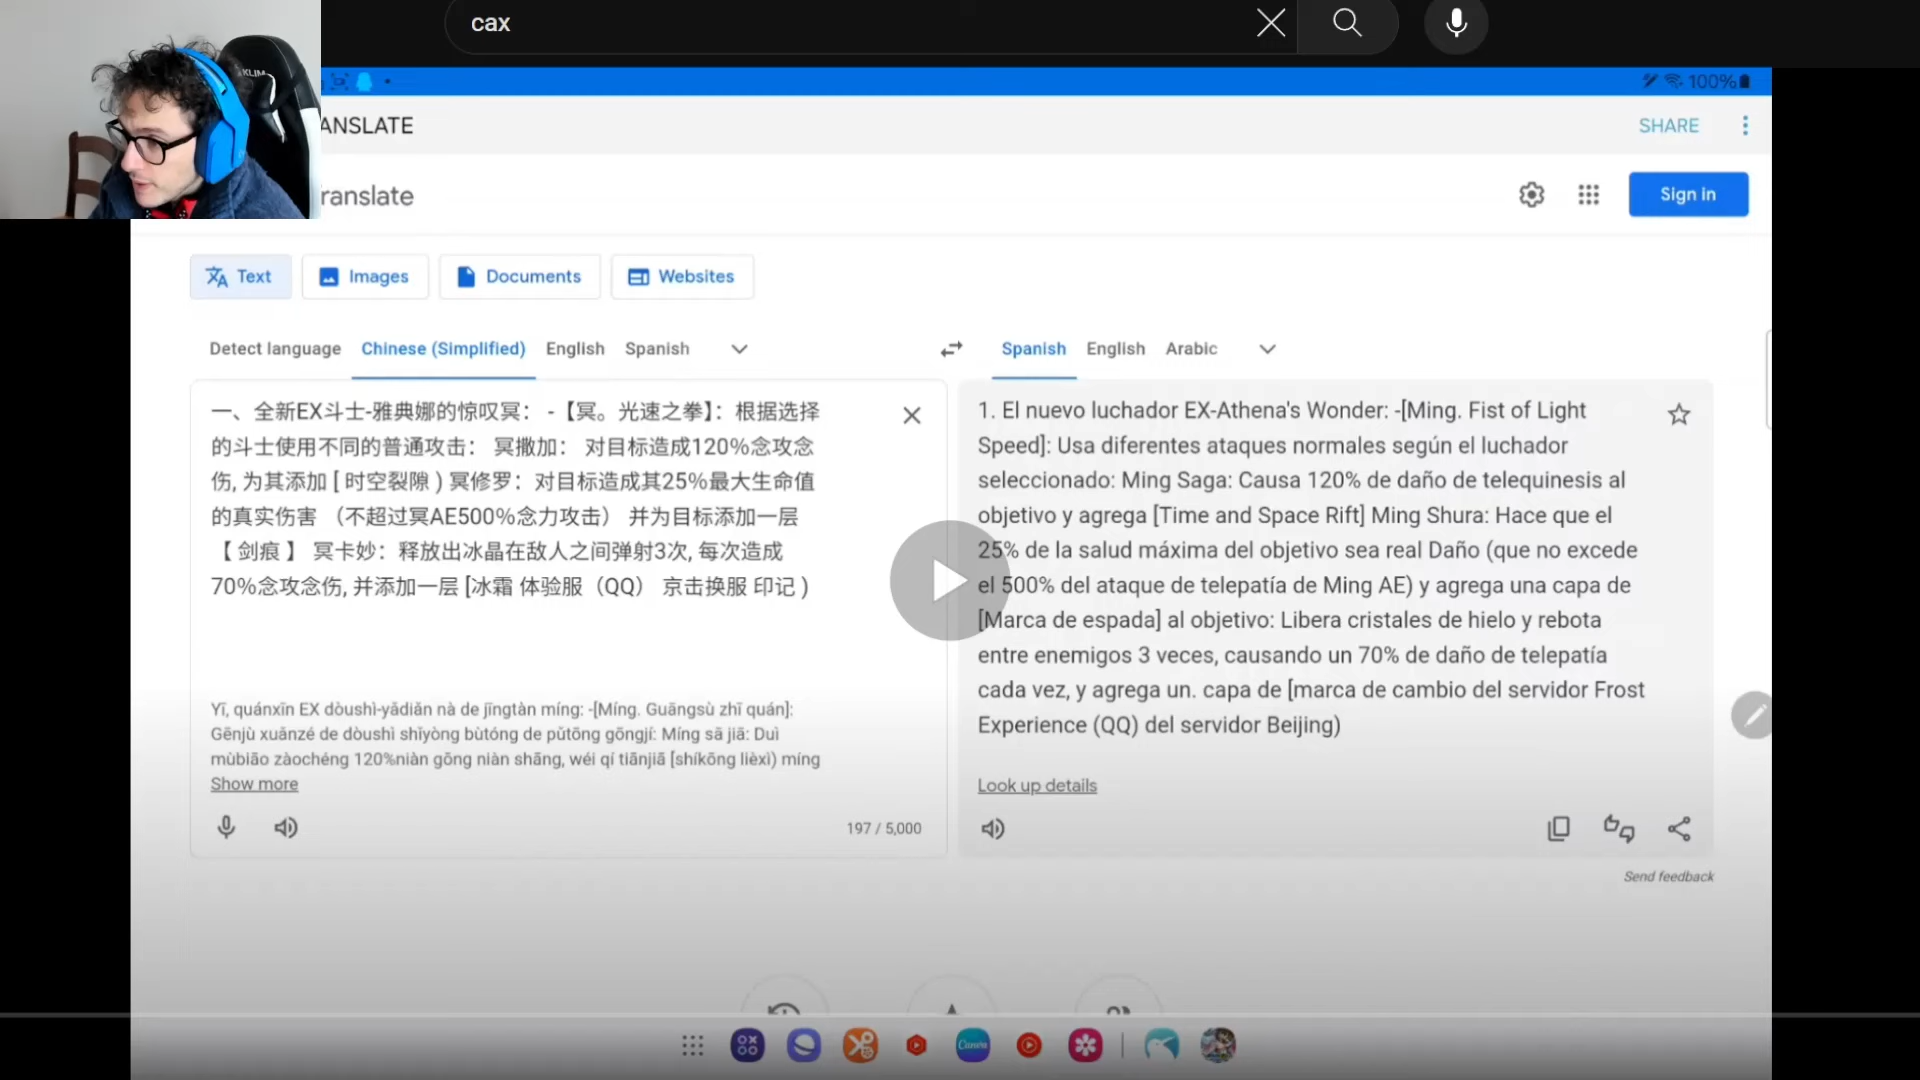 cax
KLIM
100%
ANSLATE
SHARE
ranslate
Sign in
Text
Images
Documents
Websites
Detect language
Chinese (Simplified)
English
Spanish
Spanish
English
Arabic
一、全新EX斗士-雅典娜的惊叹冥： -【冥。光速之拳】：根据选择
的斗士使用不同的普通攻击： 冥撒加： 对目标造成120%念攻念
伤, 为其添加 [ 时空裂隙 ) 冥修罗：对目标造成其25%最大生命值
的真实伤害 （不超过冥AE500%念力攻击） 并为目标添加一层
【 剑痕 】 冥卡妙：释放出冰晶在敌人之间弹射3次, 每次造成
70%念攻念伤, 并添加一层 [冰霜 体验服（QQ） 京击换服 印记 )
Yī, quánxīn EX dòushì-yǎdiǎn nà de jīngtàn míng: -[Míng. Guāngsù zhī quán]:
Gēnjù xuǎnzé de dòushì shǐyòng bùtóng de pǔtōng gōngjí: Míng sā jiā: Duì
mùbiāo zàochéng 120%niàn gōng niàn shāng, wéi qí tiānjiā [shíkōng lièxì) míng
Show more
197 / 5,000
1. El nuevo luchador EX-Athena's Wonder: -[Ming. Fist of Light
Speed]: Usa diferentes ataques normales según el luchador
seleccionado: Ming Saga: Causa 120% de daño de telequinesis al
objetivo y agrega [Time and Space Rift] Ming Shura: Hace que el
25% de la salud máxima del objetivo sea real Daño (que no excede
el 500% del ataque de telepatía de Ming AE) y agrega una capa de
[Marca de espada] al objetivo: Libera cristales de hielo y rebota
entre enemigos 3 veces, causando un 70% de daño de telepatía
cada vez, y agrega un. capa de [marca de cambio del servidor Frost
Experience (QQ) del servidor Beijing)
Look up details
Send feedback
Canva